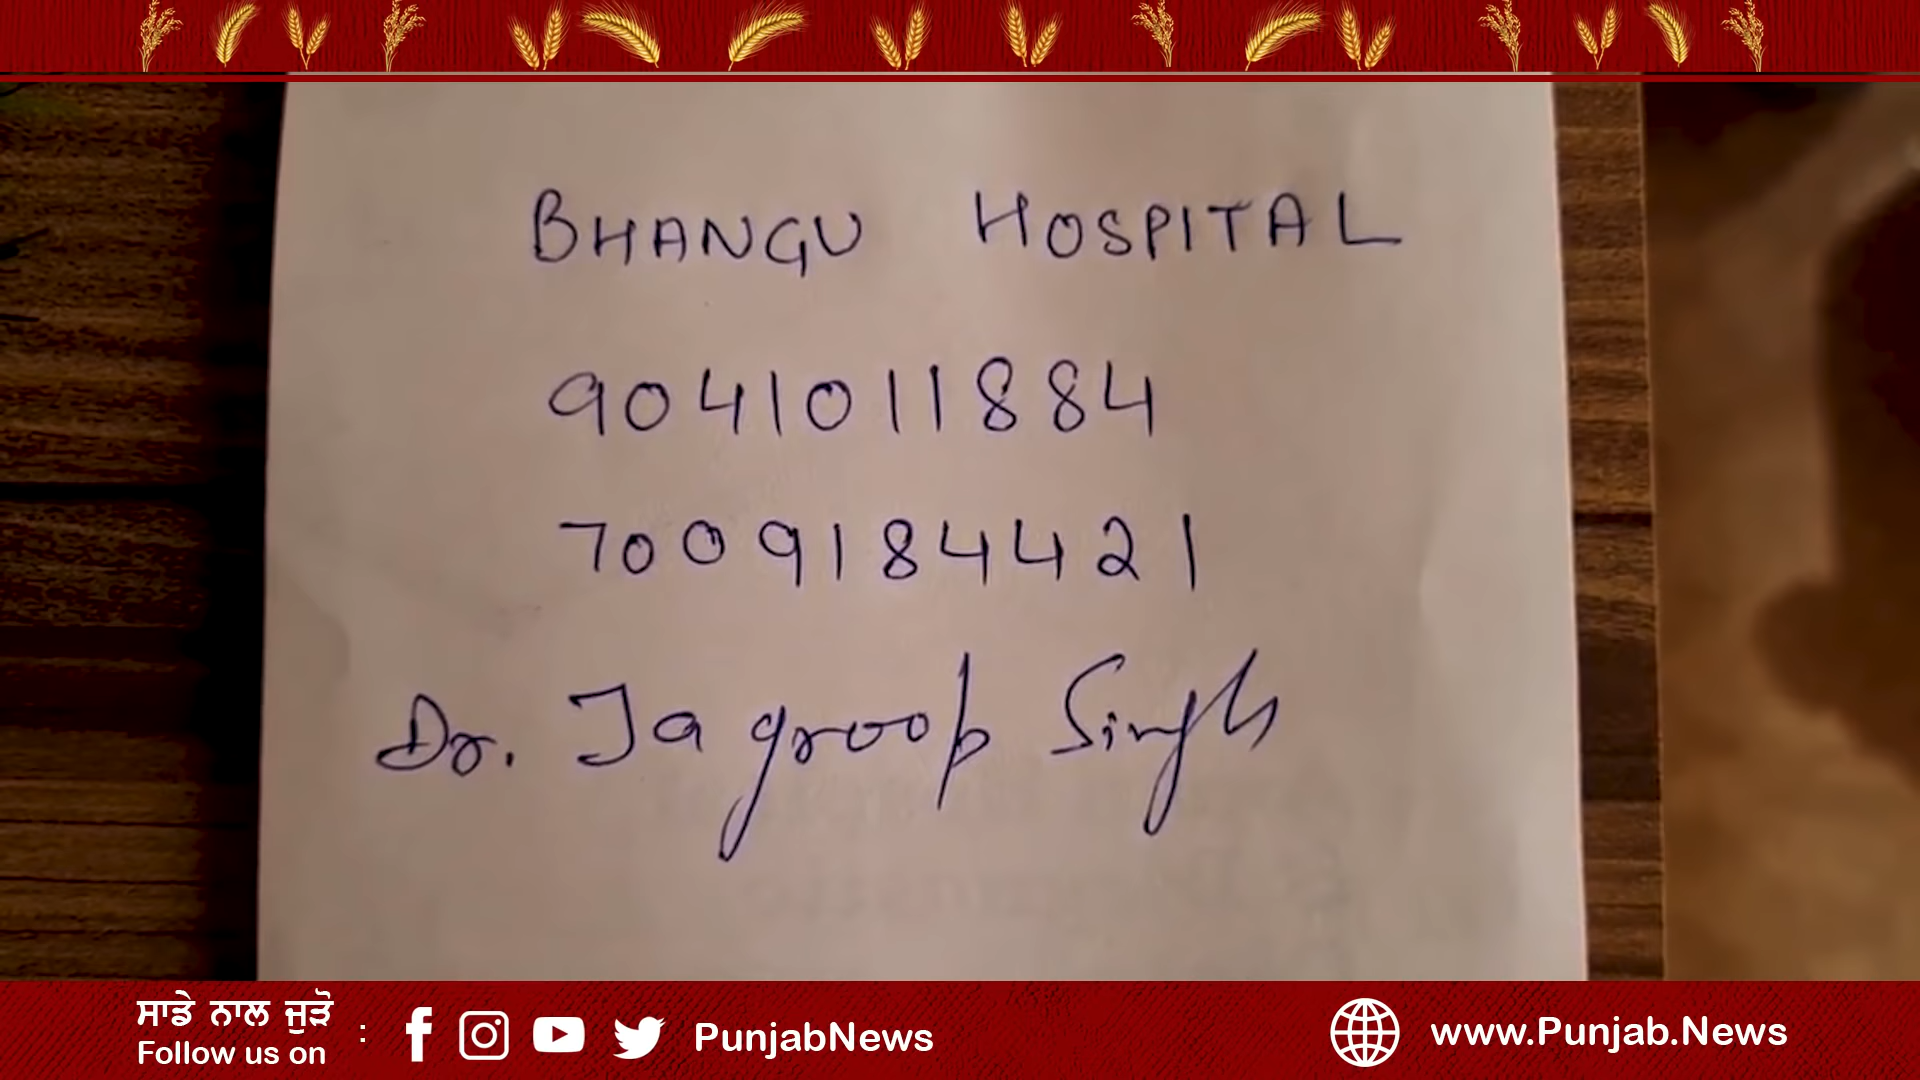 BHANGU HOSPITAL
9041011884
7009184421
Dr. Jagroop Singh
ਸਾਡੇ ਨਾਲ ਜੁੜੋ
Follow us on : PunjabNews
www.Punjab.News